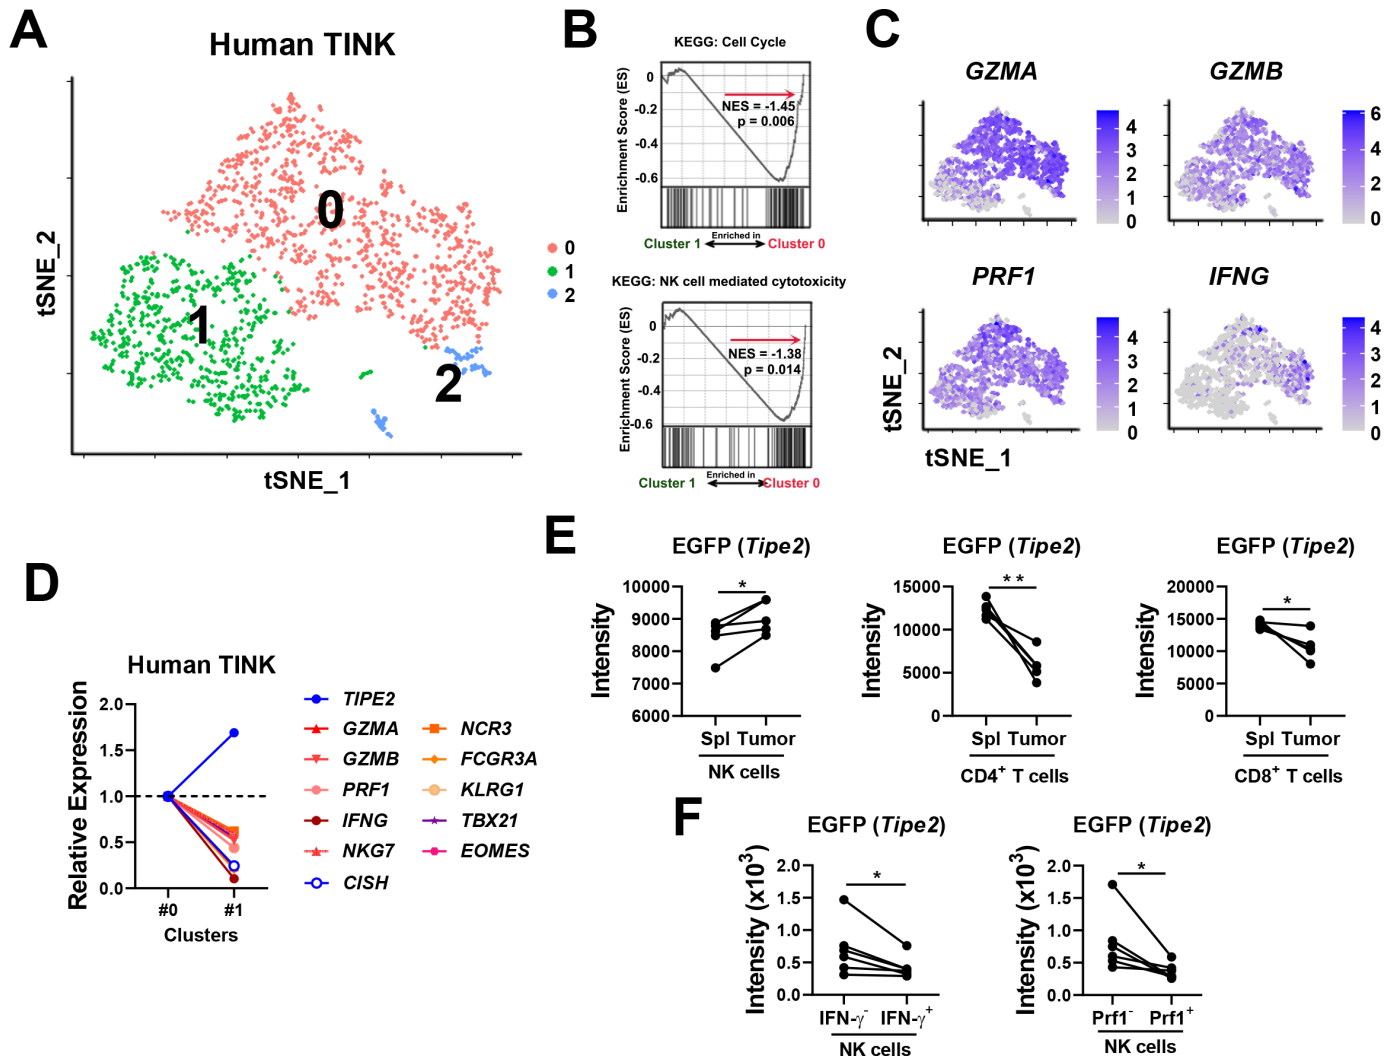 A
Human TINK
tSNE_2
0
1
2
0
1
2
tSNE_1
B
KEGG: Cell Cycle
Enrichment Score (ES)
0
-0.2
-0.4
-0.6
NES = -1.45
p = 0.006
Enriched in
Cluster 1
Cluster 0
KEGG: NK cell mediated cytotoxicity
Enrichment Score (ES)
0
-0.2
-0.4
-0.6
NES = -1.38
p = 0.014
Enriched in
Cluster 1
Cluster 0
C
GZMA
4
3
2
1
0
GZMB
6
4
2
0
PRF1
4
3
2
1
0
IFNG
4
3
2
1
0
tSNE_2
tSNE_1
D
Human TINK
Relative Expression
2.0
1.5
1.0
0.5
0.0
#0
#1
Clusters
TIPE2
GZMA
GZMB
PRF1
IFNG
NKG7
CISH
NCR3
FCGR3A
KLRG1
TBX21
EOMES
E
EGFP (Tipe2)
Intensity
10000
9000
8000
7000
6000
*
Spl Tumor
NK cells
EGFP (Tipe2)
Intensity
15000
10000
5000
0
**
Spl Tumor
CD4+ T cells
EGFP (Tipe2)
Intensity
20000
15000
10000
5000
0
*
Spl Tumor
CD8+ T cells
F
EGFP (Tipe2)
Intensity (x10³)
2.0
1.5
1.0
0.5
0.0
*
IFN-γ- IFN-γ+
NK cells
EGFP (Tipe2)
Intensity (x10³)
2.0
1.5
1.0
0.5
0.0
*
Prf1- Prf1+
NK cells